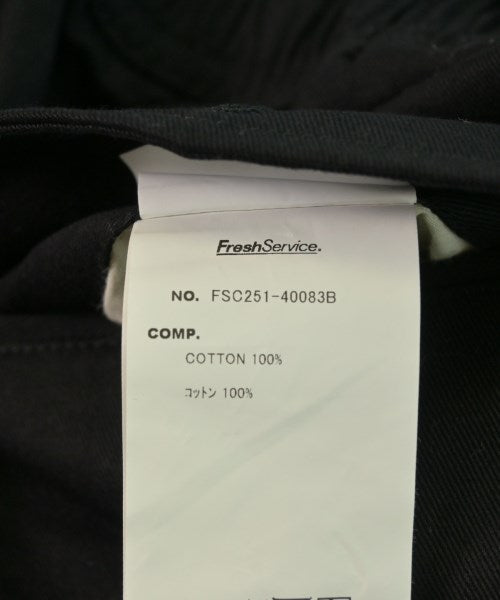 FreshService.
NO. FSC251-40083B
COMP.
COTTON 100%
コットン 100%